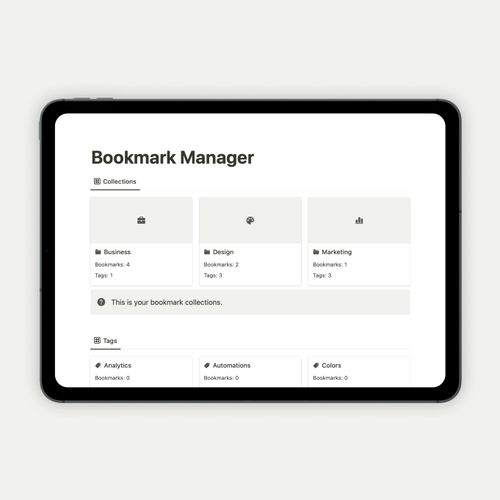 Bookmark Manager
Collections
Business
Bookmarks: 4
Tags: 1
Design
Bookmarks: 2
Tags: 3
Marketing
Bookmarks: 1
Tags: 3
This is your bookmark collections.
Tags
Analytics
Bookmarks: 0
Automations
Bookmarks: 0
Colors
Bookmarks: 0